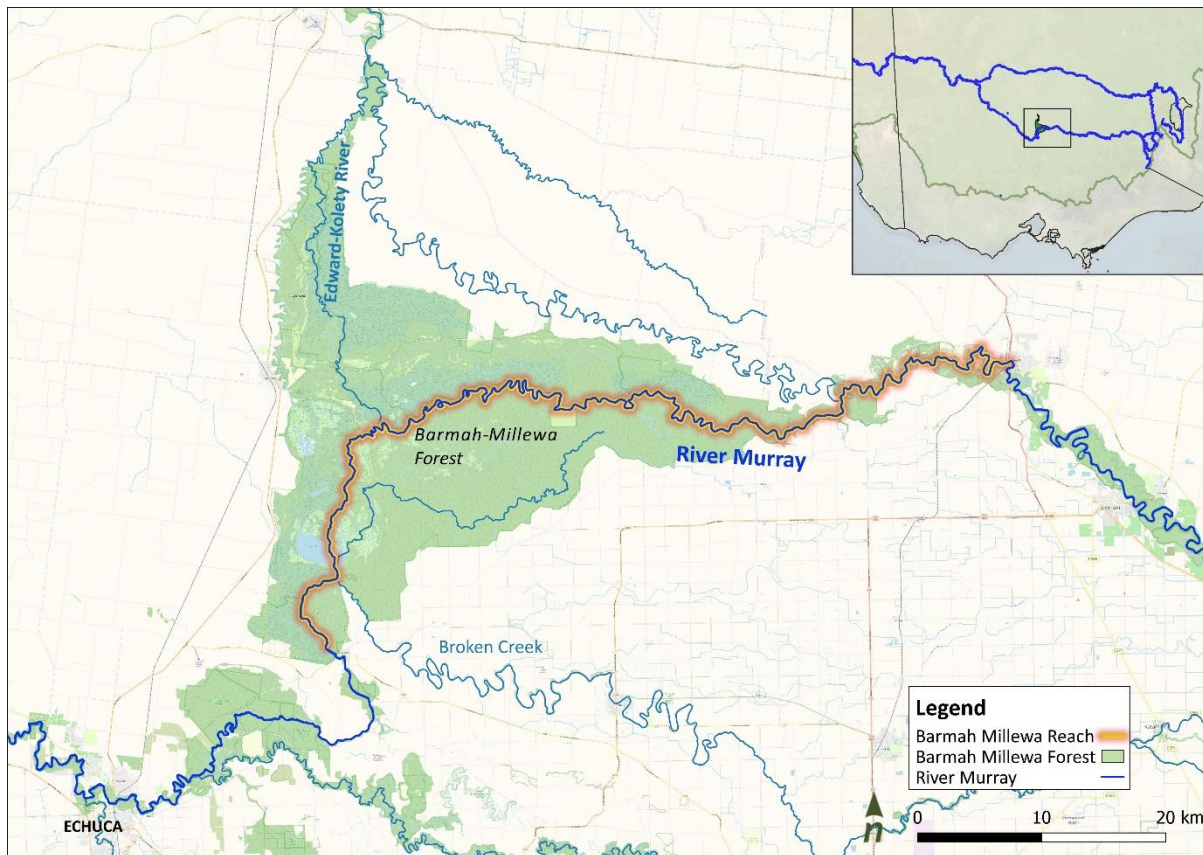 Edward-Kolety River
Barmah-Millewa
Forest
River Murray
Broken Creek
ECHUCA
Legend
Barmah Millewa Reach
Barmah Millewa Forest
River Murray
n
0 10 20 km